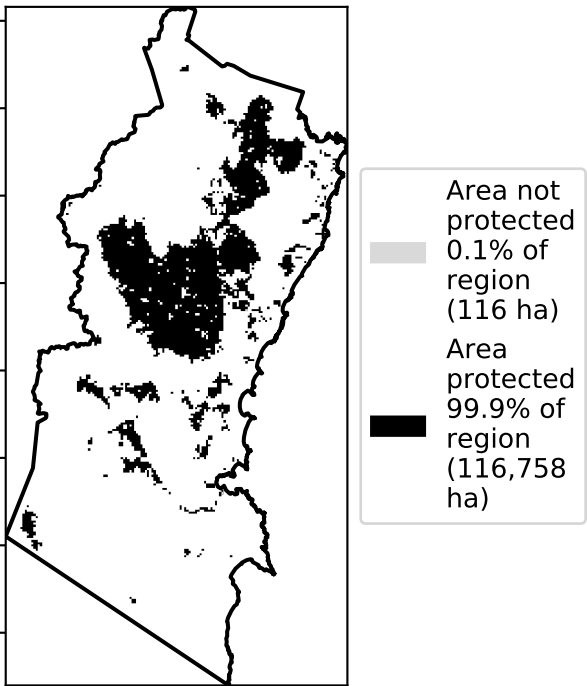 Area not
protected
0.1% of
region
(116 ha)
Area
protected
99.9% of
region
(116,758
ha)